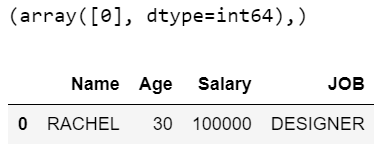 (array([0], dtype=int64),)
Name Age Salary JOB
0 RACHEL 30 100000 DESIGNER